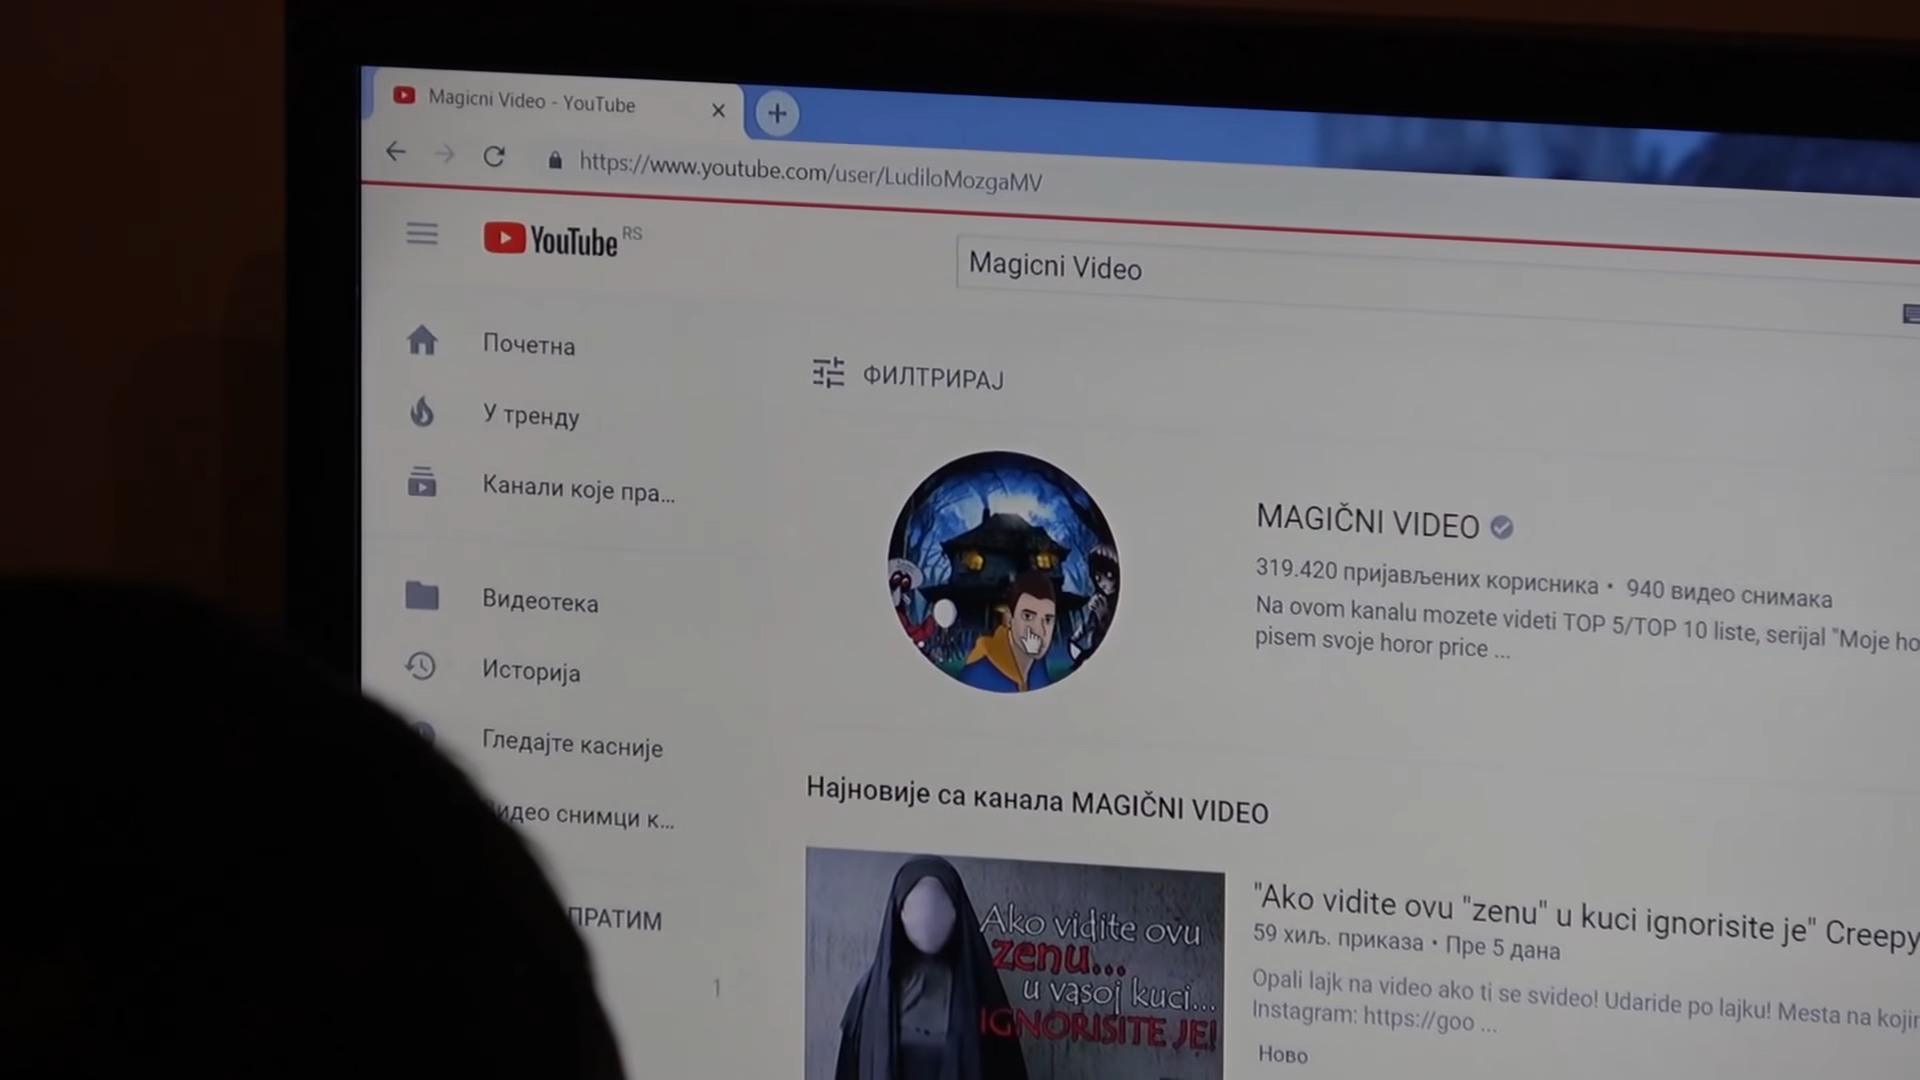 Magicni Video - YouTube
https://www.youtube.com/user/LudiloMozgaMV
YouTube RS
Magicni Video
Почетна
У тренду
Канали које пра...
Видеотека
Историја
Гледајте касније
снимци к...
ПРАТИМ
1
ФИЛТРИРАЈ
MAGIČNI VIDEO
319.420 пријављених корисника • 940 видео снимака
Na ovom kanalu mozete videti TOP 5/TOP 10 liste, serijal "Moje ho
pisem svoje horor price ...
Најновије са канала MAGIČNI VIDEO
Ako vidite ovu
zenu...
u vasoj kuci...
IGNORISITE JE!
"Ako vidite ovu "zenu" u kuci ignorisite je" Creepy
59 хиљ. приказа • Пре 5 дана
Opali lajk na video ako ti se svideo! Udaride po lajku! Mesta na kojim
Instagram: https://goo ...
Ново